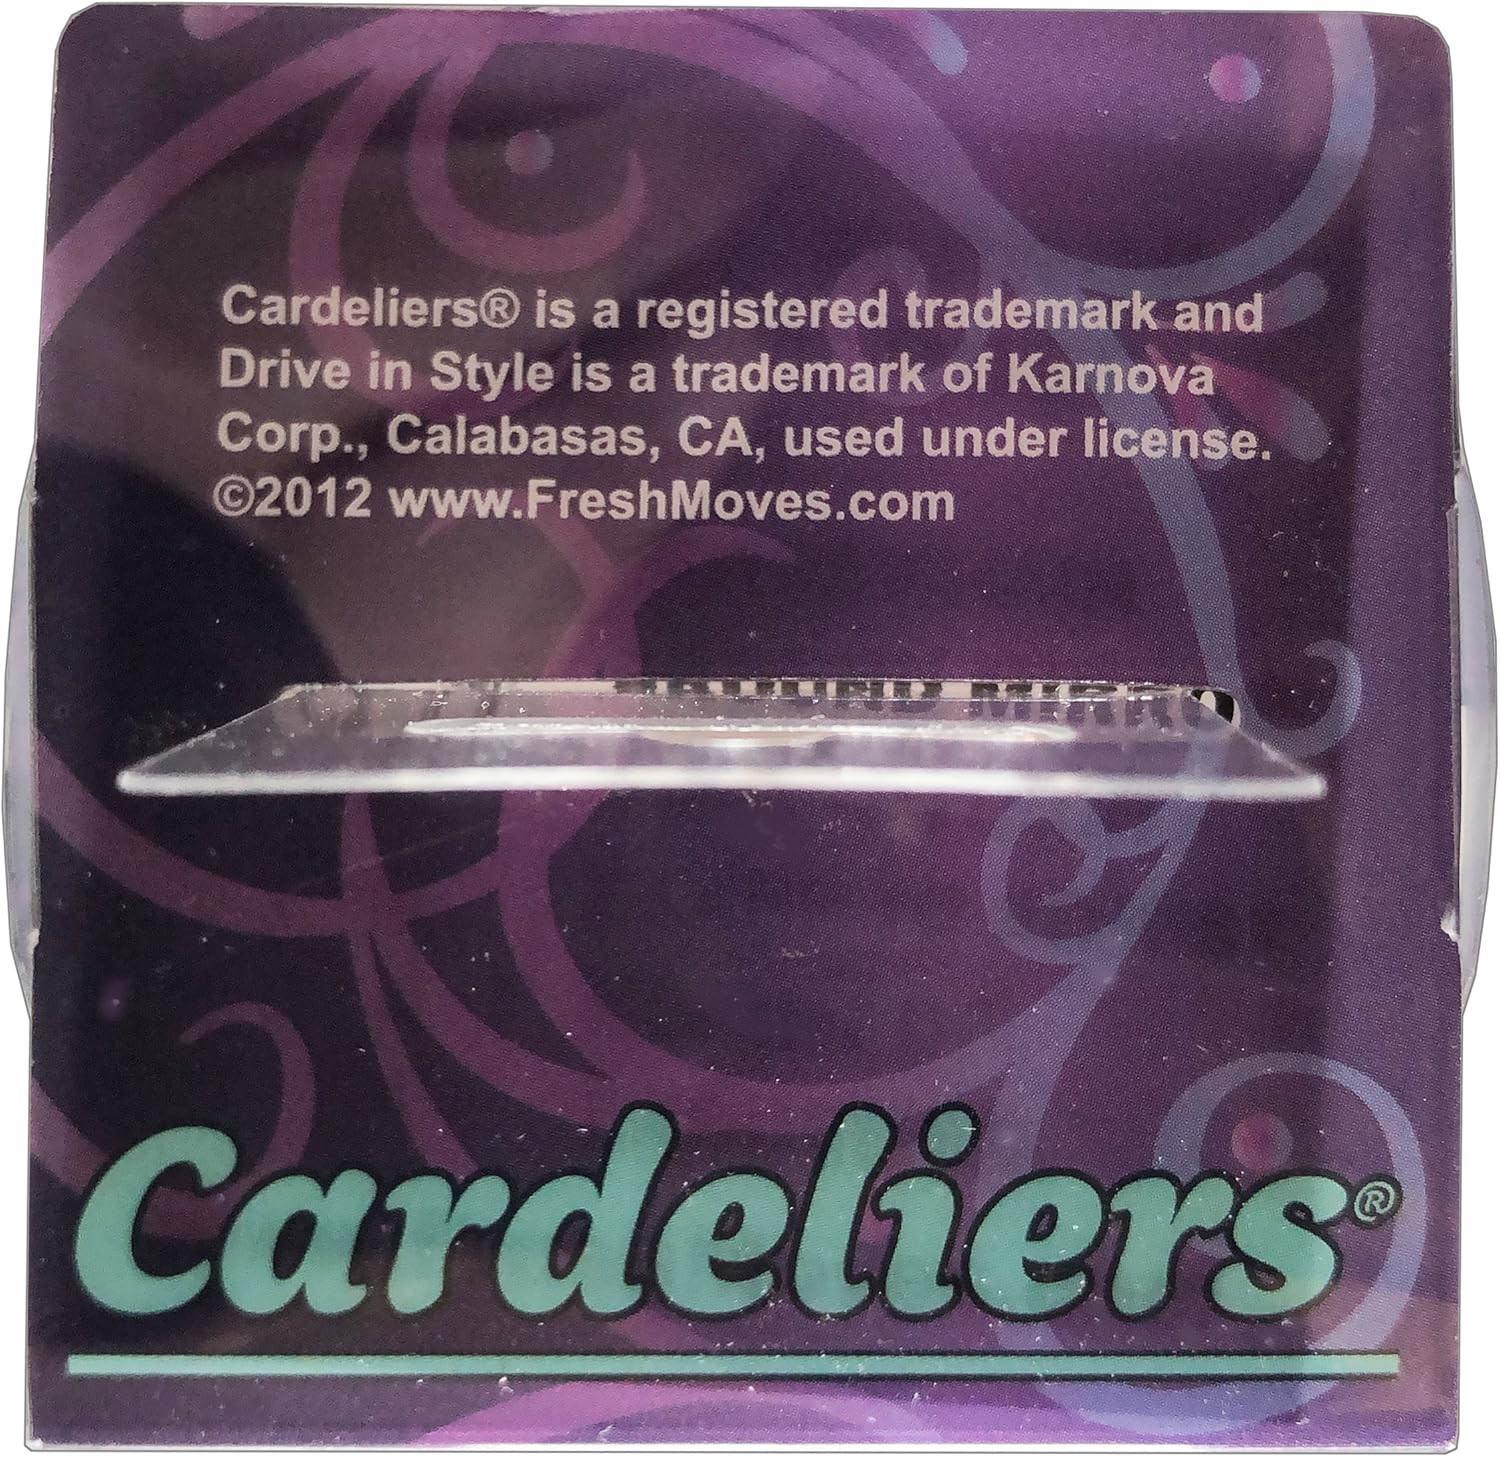 Cardeliers® is a registered trademark and
Drive in Style is a trademark of Karnova
Corp., Calabasas, CA, used under license.
©2012 www.FreshMoves.com
Cardeliers®